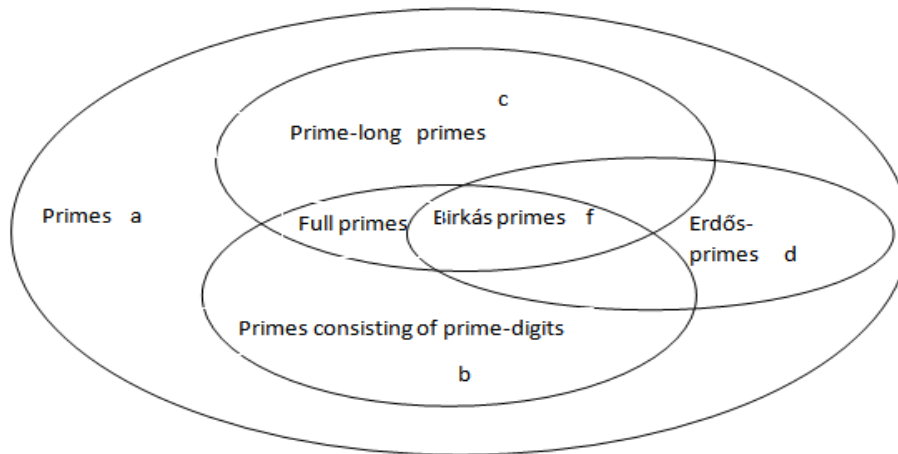 c
Prime-long primes
Primes a
Full primes
Birkás primes f
Erdős-
primes d
Primes consisting of prime-digits
b